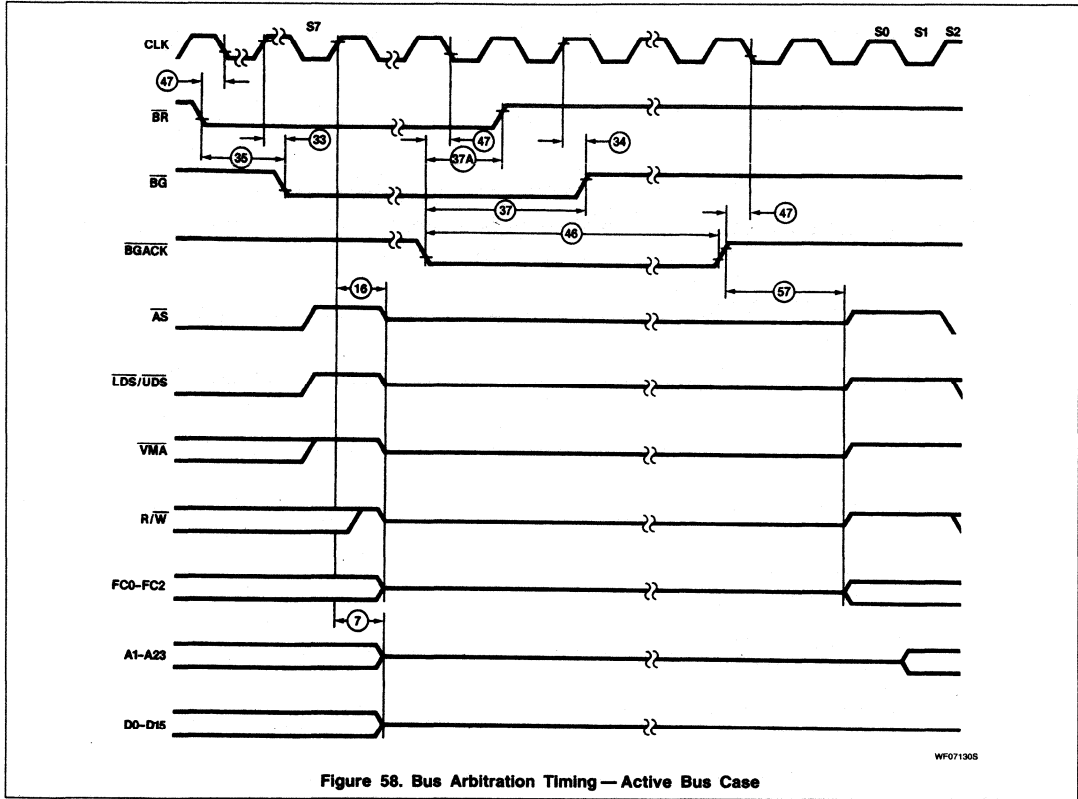 S7
S0 S1 S2
CLK
47
BR
33
47
34
35
37A
BG
37
47
46
BGACK
16
57
AS
LDS/UDS
VMA
R/W
FC0-FC2
7
A1-A23
D0-D15
WF07130S
Figure 58. Bus Arbitration Timing — Active Bus Case